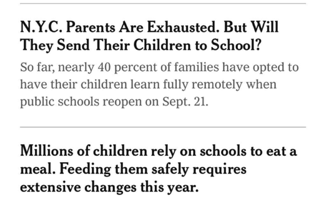 N.Y.C. Parents Are Exhausted. But Will
They Send Their Children to School?
So far, nearly 40 percent of families have opted to
have their children learn fully remotely when
public schools reopen on Sept. 21.
Millions of children rely on schools to eat a
meal. Feeding them safely requires
extensive changes this year.